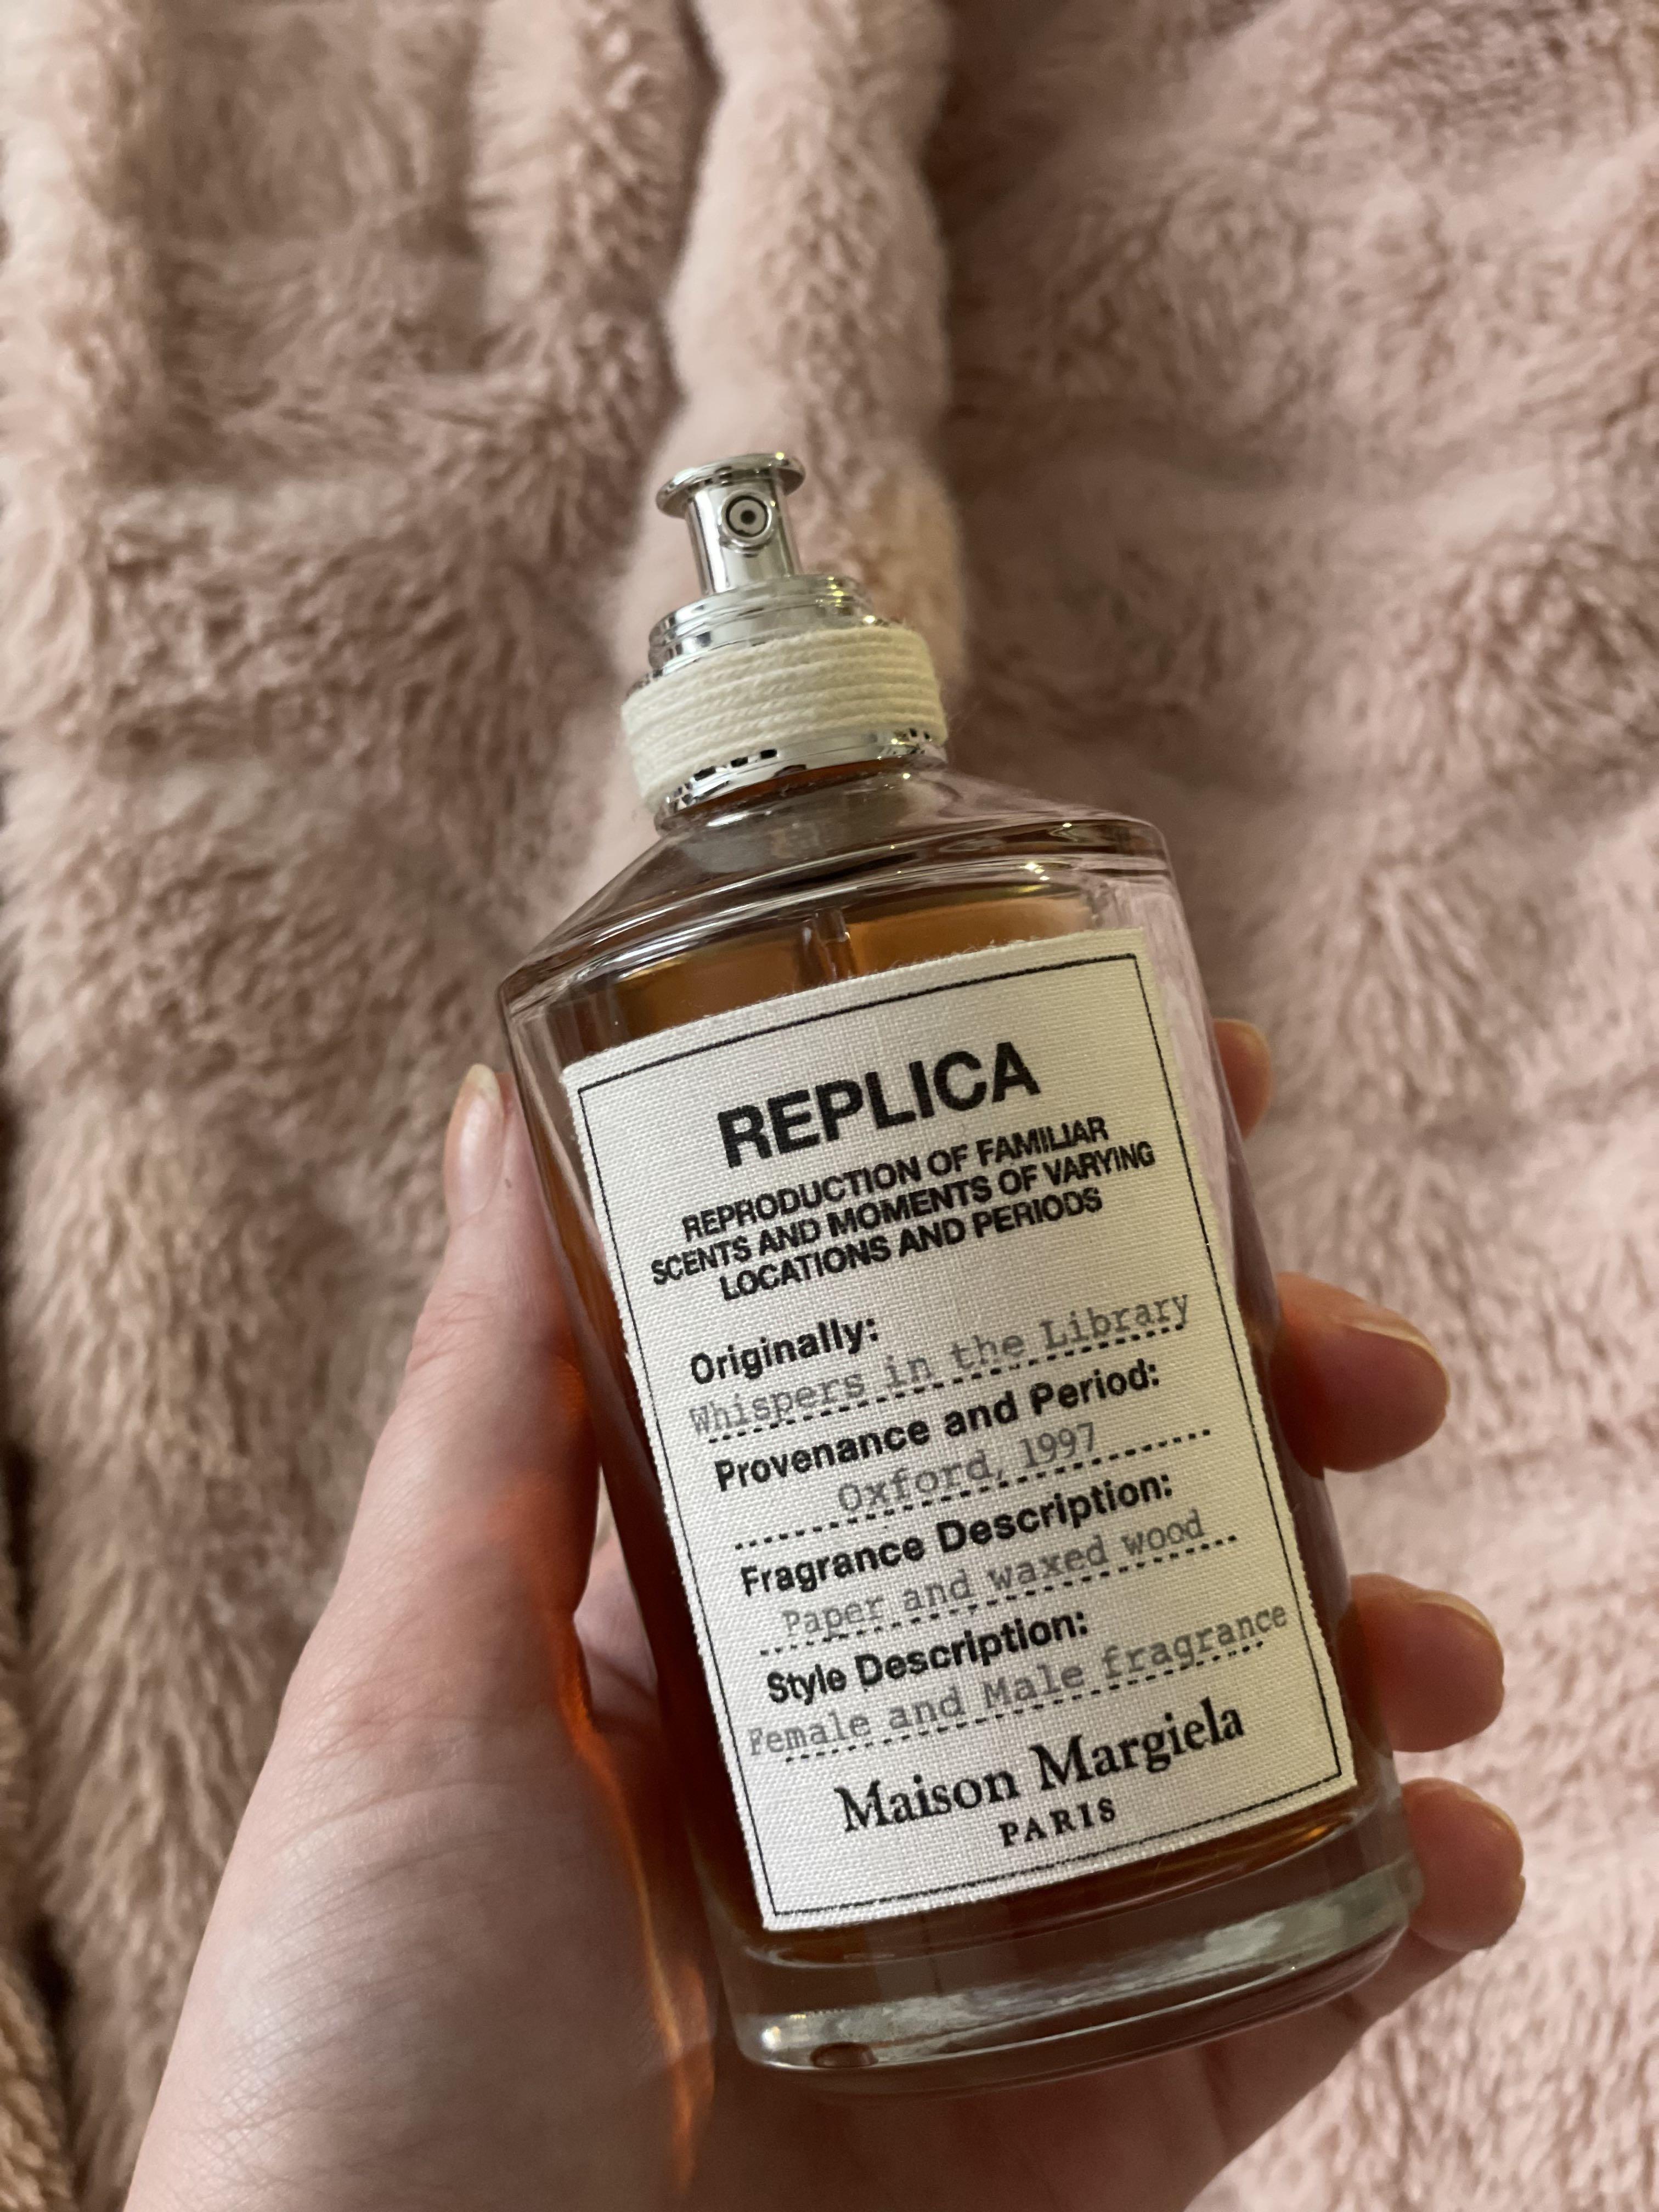 REPLICA
REPRODUCTION OF FAMILIAR
SCENTS AND MOMENTS OF VARYING
LOCATIONS AND PERIODS
Originally:
Whispers in the Library
Provenance and Period:
Oxford, 1997
Fragrance Description:
Paper and waxed wood
Style Description:
Female and Male fragrance
Maison Margiela
PARIS